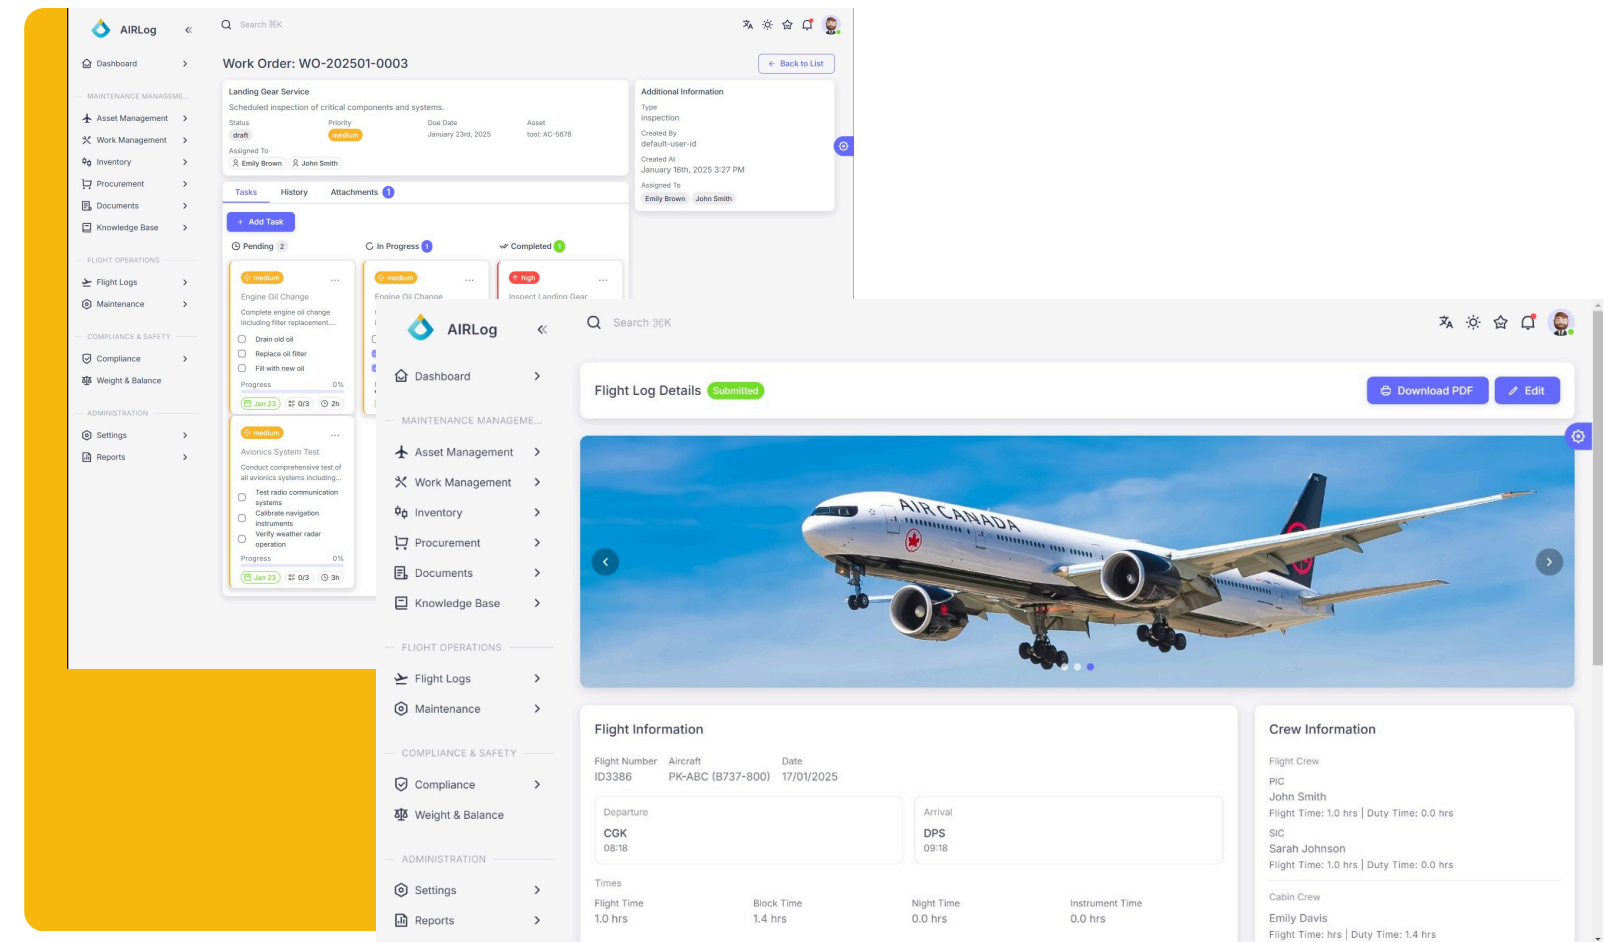 AIRLog
Search ⌘K
Dashboard
MAINTENANCE MANAGEME...
Asset Management
Work Management
Inventory
Procurement
Documents
Knowledge Base
FLIGHT OPERATIONS
Flight Logs
Maintenance
COMPLIANCE & SAFETY
Compliance
Weight & Balance
ADMINISTRATION
Settings
Reports
Work Order: WO-202501-0003
← Back to List
Landing Gear Service
Scheduled inspection of critical components and systems.
Status Priority Due Date Asset
draft medium January 23rd, 2025 tool: AC-5678
Assigned To
Emily Brown John Smith
Additional Information
Type
inspection
Created By
default-user-id
Created At
January 16th, 2025 3:27 PM
Assigned To
Emily Brown John Smith
Tasks History Attachments 1
+ Add Task
Pending 2
In Progress 1
Completed 1
medium ...
Engine Oil Change
Complete engine oil change
including filter replacement....
Drain old oil
Replace oil filter
Fill with new oil
Progress 0%
Jan 23 0/3 2h
medium ...
Avionics System Test
Conduct comprehensive test of
all avionics systems including...
Test radio communication
systems
Calibrate navigation
instruments
Verify weather radar
operation
Progress 0%
Jan 23 0/3 3h
medium ...
Engine Oil Change
high ...
Inspect Landing Gear
AIRLog
Search ⌘K
Dashboard
MAINTENANCE MANAGEME...
Asset Management
Work Management
Inventory
Procurement
Documents
Knowledge Base
FLIGHT OPERATIONS
Flight Logs
Maintenance
COMPLIANCE & SAFETY
Compliance
Weight & Balance
ADMINISTRATION
Settings
Reports
Flight Log Details Submitted
Download PDF
Edit
AIR CANADA
Flight Information
Flight Number Aircraft Date
ID3386 PK-ABC (B737-800) 17/01/2025
Departure
CGK
08:18
Arrival
DPS
09:18
Times
Flight Time Block Time Night Time Instrument Time
1.0 hrs 1.4 hrs 0.0 hrs 0.0 hrs
Crew Information
Flight Crew
PIC
John Smith
Flight Time: 1.0 hrs | Duty Time: 0.0 hrs
SIC
Sarah Johnson
Flight Time: 1.0 hrs | Duty Time: 0.0 hrs
Cabin Crew
Emily Davis
Flight Time: hrs | Duty Time: 1.4 hrs